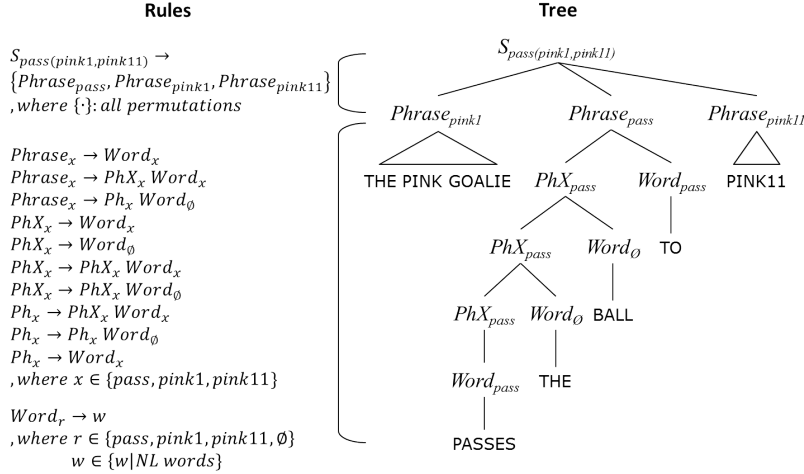 Rules
S_pass(pink1,pink11) →
{Phrase_pass, Phrase_pink1, Phrase_pink11}
, where {·}: all permutations
Phrase_x → Word_x
Phrase_x → PhX_x Word_x
Phrase_x → Ph_x Word_∅
PhX_x → Word_x
PhX_x → Word_∅
PhX_x → PhX_x Word_x
PhX_x → PhX_x Word_∅
Ph_x → PhX_x Word_x
Ph_x → Ph_x Word_∅
Ph_x → Word_x
, where x ∈ {pass, pink1, pink11}
Word_r → w
, where r ∈ {pass, pink1, pink11, ∅}
w ∈ {w|NL words}
Tree
S_pass(pink1,pink11)
Phrase_pink1 Phrase_pass Phrase_pink11
THE PINK GOALIE PhX_pass Word_pass PINK11
PhX_pass Word_Ø TO
PhX_pass Word_Ø BALL
Word_pass THE
PASSES